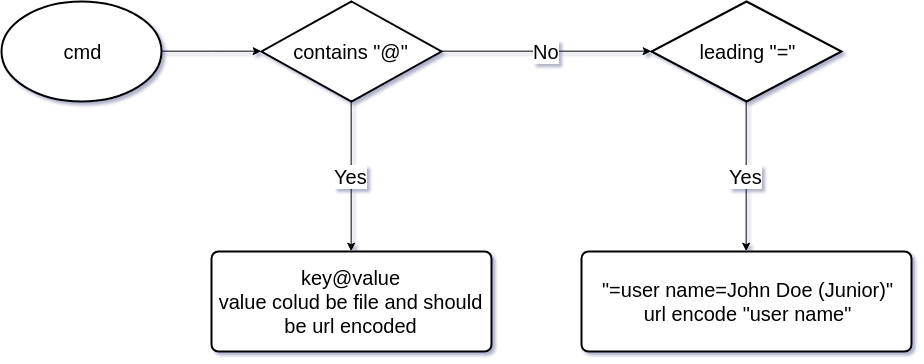 cmd
contains "@"
No
leading "="
Yes
Yes
key@value
value colud be file and should
be url encoded
"=user name=John Doe (Junior)"
url encode "user name"